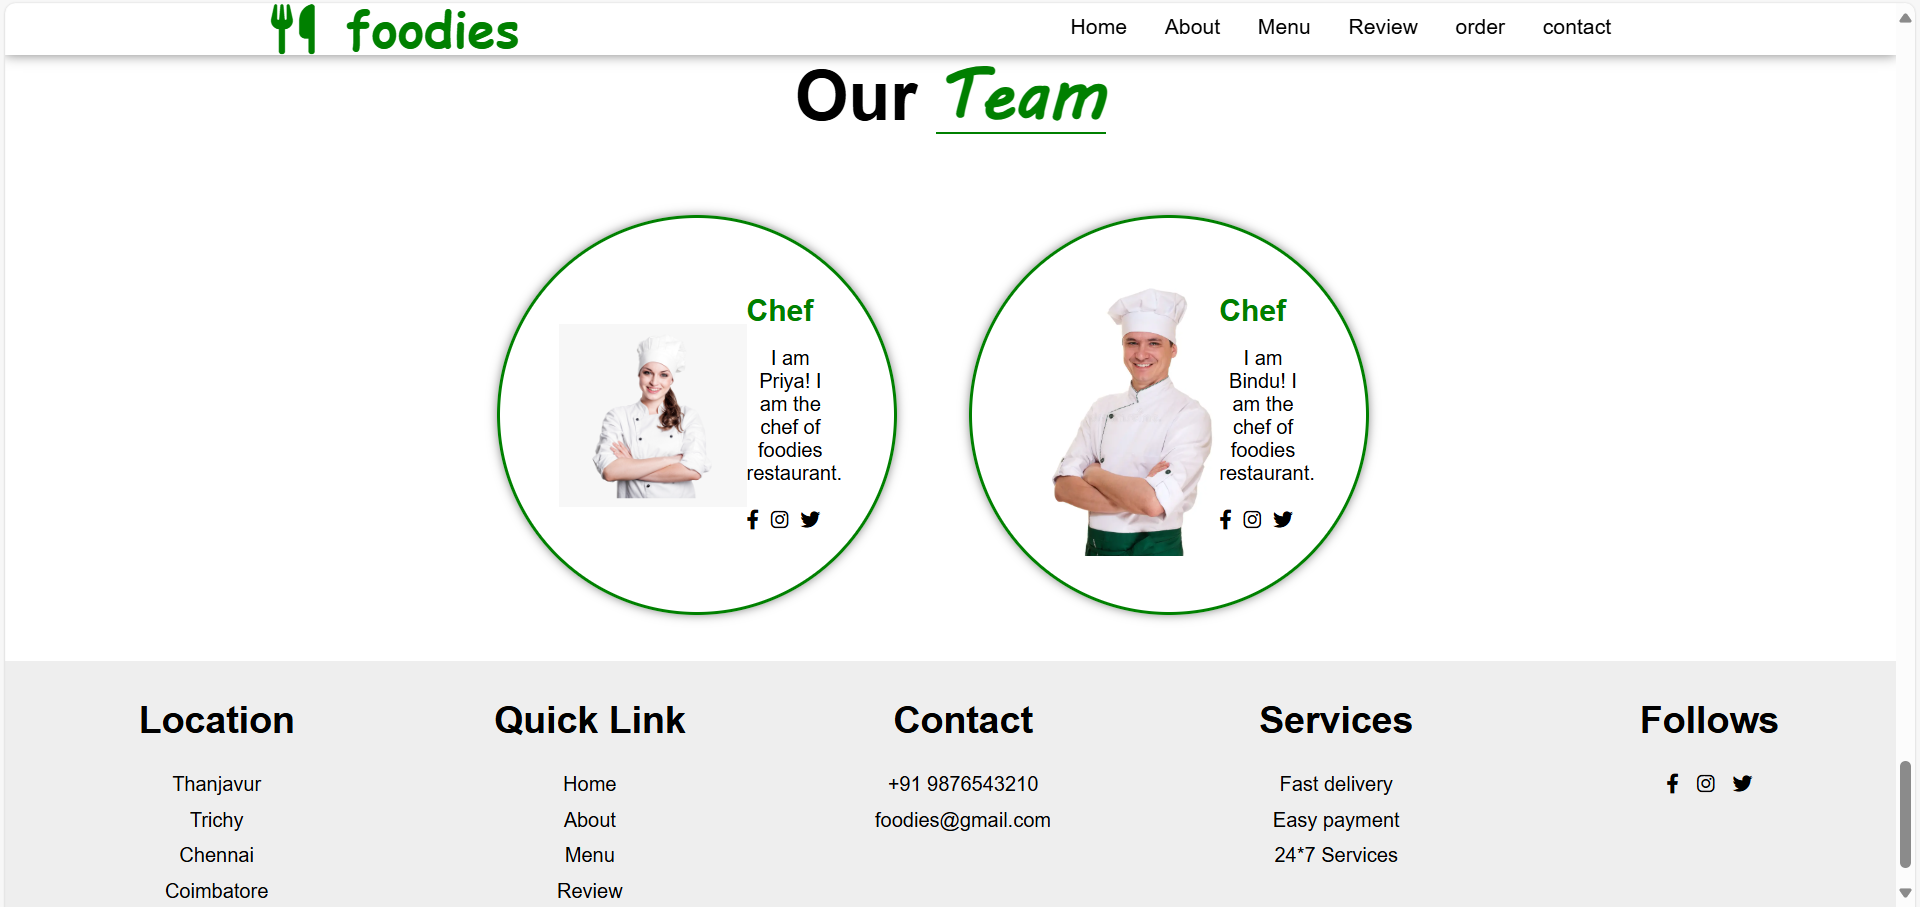 foodies
Home About Menu Review order contact
Our Team
Chef
I am
Priya! I
am the
chef of
foodies
restaurant.
Chef
I am
Bindu! I
am the
chef of
foodies
restaurant.
Location
Thanjavur
Trichy
Chennai
Coimbatore
Quick Link
Home
About
Menu
Review
Contact
+91 9876543210
foodies@gmail.com
Services
Fast delivery
Easy payment
24*7 Services
Follows